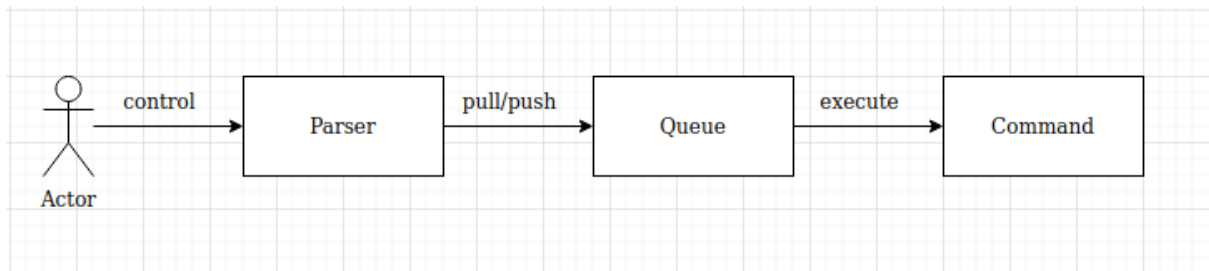 control
Parser
pull/push
Queue
execute
Command
Actor